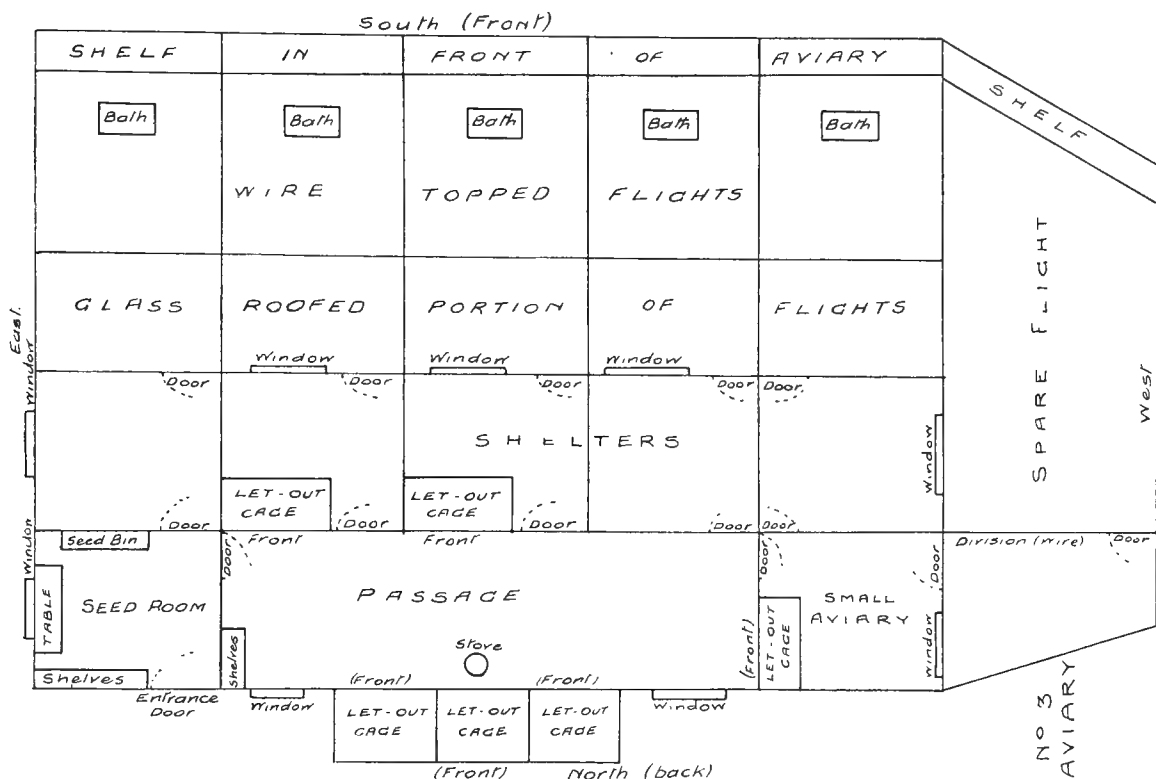 South (Front)
SHELF IN FRONT OF AVIARY
SHELF
Bath Bath Bath Bath Bath
WIRE TOPPED FLIGHTS
SPARE FLIGHT
GLASS ROOFED PORTION OF FLIGHTS
East.
Window
Window Window Window
Door Door Door Door Door
West
SHELTERS
Window
LET-OUT
CAGE
LET-OUT
CAGE
Door Door Door Door Door
Window
Seed Bin
Front Front
Door
Door
Door
Division (wire) Door
TABLE
SEED ROOM
PASSAGE
SMALL
AVIARY
Shelves
Stove
(Front)
LET-OUT
CAGE
Window
Shelves
(Front) (Front)
Entrance
Door
Window
Window
LET-OUT
CAGE
LET-OUT
CAGE
LET-OUT
CAGE
No 3
AVIARY
(Front)
North (back)